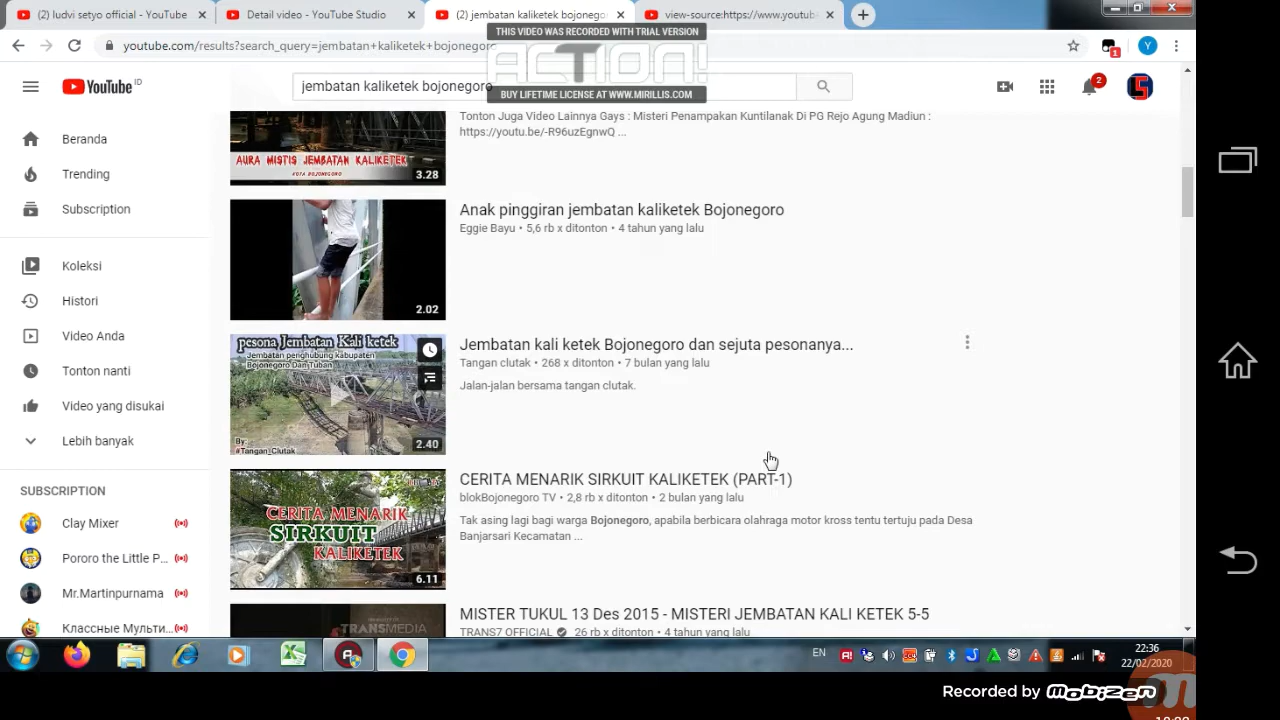 (2) ludvi setyo official - YouTube
Detail video - YouTube Studio
(2) jembatan kaliketek bojonegor
view-source:https://www.youtub
THIS VIDEO WAS RECORDED WITH TRIAL VERSION
ACTION!
BUY LIFETIME LICENSE AT WWW.MIRILLIS.COM
youtube.com/results?search_query=jembatan+kaliketek+bojonegoro
1
Y
YouTube ID
jembatan kaliketek bojonegoro
2
Beranda
Trending
Subscription
Koleksi
Histori
Video Anda
Tonton nanti
Video yang disukai
Lebih banyak
SUBSCRIPTION
Clay Mixer
Pororo the Little P...
Mr.Martinpurnama
Классные Мульти...
Tonton Juga Video Lainnya Gays : Misteri Penampakan Kuntilanak Di PG Rejo Agung Madiun :
https://youtu.be/-R96uzEgnwQ ...
AURA MISTIS JEMBATAN KALIKETEK
KOTA BOJONEGORO
3.28
Anak pinggiran jembatan kaliketek Bojonegoro
Eggie Bayu • 5,6 rb x ditonton • 4 tahun yang lalu
2.02
pesona Jembatan Kali ketek
Jembatan penghubung kabupaten
Bojonegoro Dan Tuban
By:
#Tangan_Clutak
2.40
Jembatan kali ketek Bojonegoro dan sejuta pesonanya...
Tangan clutak • 268 x ditonton • 7 bulan yang lalu
Jalan-jalan bersama tangan clutak.
CERITA MENARIK
SIRKUIT
KALIKETEK
6.11
CERITA MENARIK SIRKUIT KALIKETEK (PART-1)
blokBojonegoro TV • 2,8 rb x ditonton • 2 bulan yang lalu
Tak asing lagi bagi warga Bojonegoro, apabila berbicara olahraga motor kross tentu tertuju pada Desa
Banjarsari Kecamatan ...
TRANSMEDIA
MISTER TUKUL 13 Des 2015 - MISTERI JEMBATAN KALI KETEK 5-5
TRANS7 OFFICIAL 26 rb x ditonton • 4 tahun yang lalu
EN
22:36
22/02/2020
Recorded by Mobizen